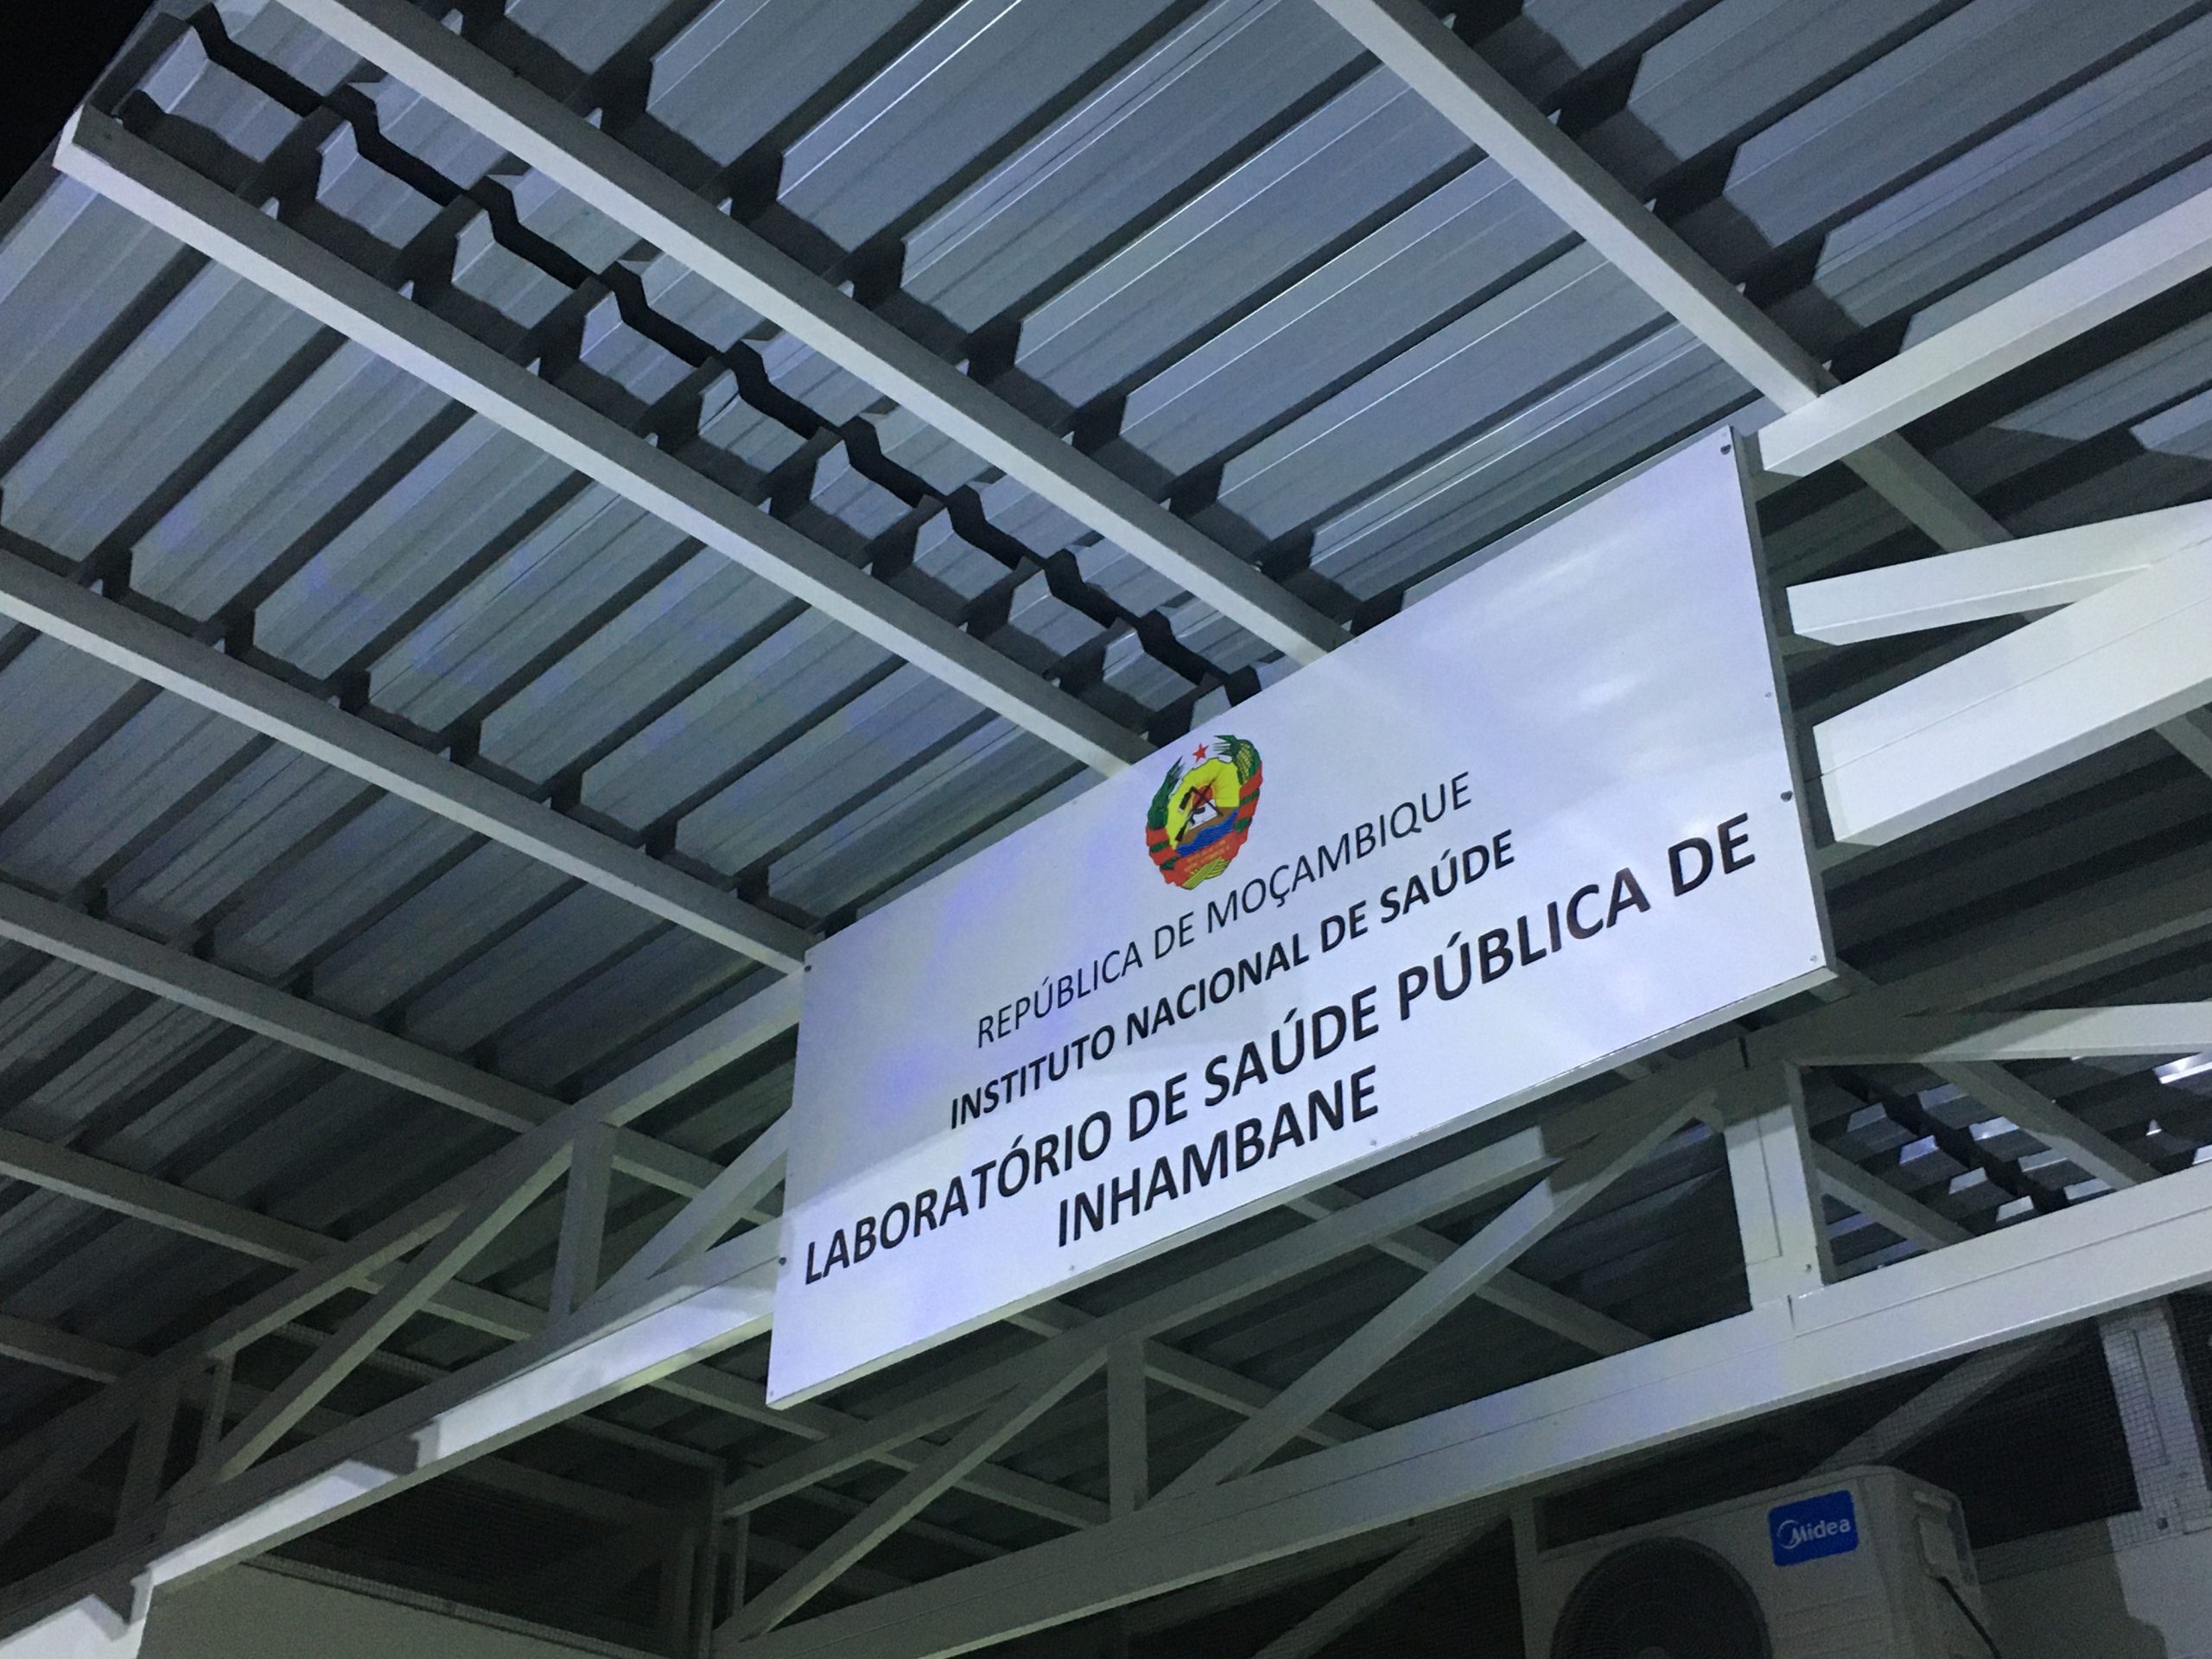 REPÚBLICA DE MOÇAMBIQUE
INSTITUTO NACIONAL DE SAÚDE
LABORATÓRIO DE SAÚDE PÚBLICA DE
INHAMBANE
Midea